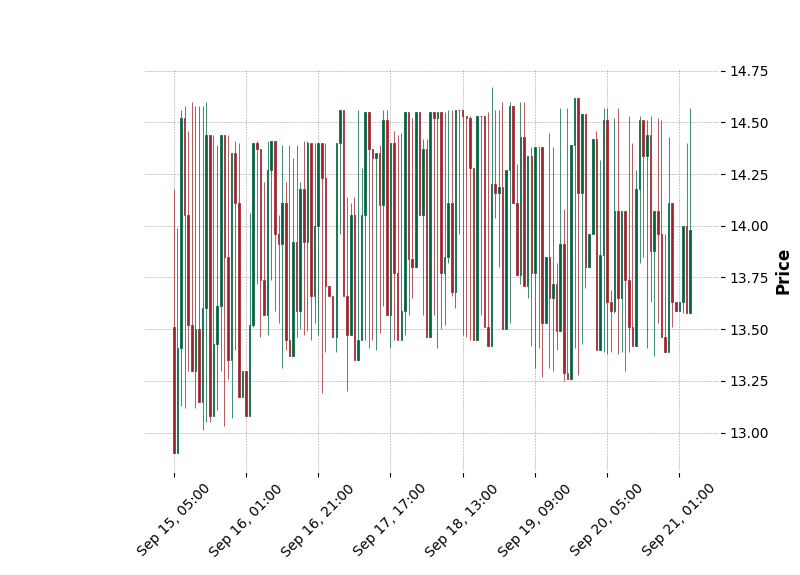 14.75
14.50
14.25
14.00
13.75
13.50
13.25
13.00
Price
Sep 15, 05:00
Sep 16, 01:00
Sep 16, 21:00
Sep 17, 17:00
Sep 18, 13:00
Sep 19, 09:00
Sep 20, 05:00
Sep 21, 01:00